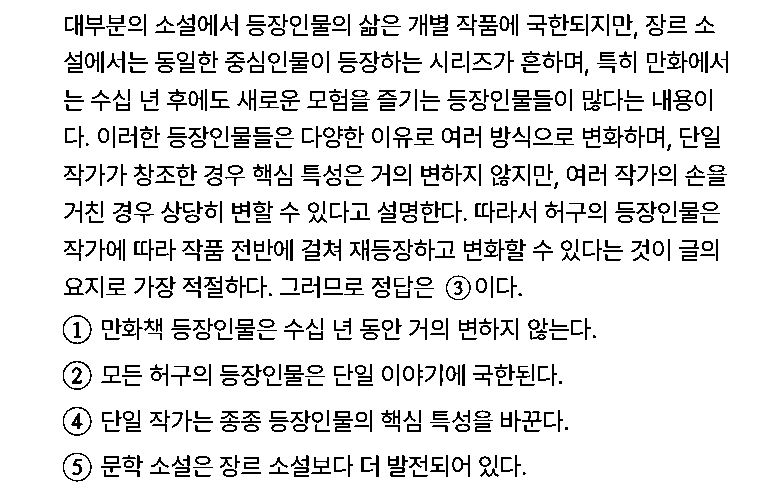 대부분의 소설에서 등장인물의 삶은 개별 작품에 국한되지만, 장르 소
설에서는 동일한 중심인물이 등장하는 시리즈가 흔하며, 특히 만화에서
는 수십 년 후에도 새로운 모험을 즐기는 등장인물들이 많다는 내용이
다. 이러한 등장인물들은 다양한 이유로 여러 방식으로 변화하며, 단일
작가가 창조한 경우 핵심 특성은 거의 변하지 않지만, 여러 작가의 손을
거친 경우 상당히 변할 수 있다고 설명한다. 따라서 허구의 등장인물은
작가에 따라 작품 전반에 걸쳐 재등장하고 변화할 수 있다는 것이 글의
요지로 가장 적절하다. 그러므로 정답은 ③이다.
① 만화책 등장인물은 수십 년 동안 거의 변하지 않는다.
② 모든 허구의 등장인물은 단일 이야기에 국한된다.
④ 단일 작가는 종종 등장인물의 핵심 특성을 바꾼다.
⑤ 문학 소설은 장르 소설보다 더 발전되어 있다.